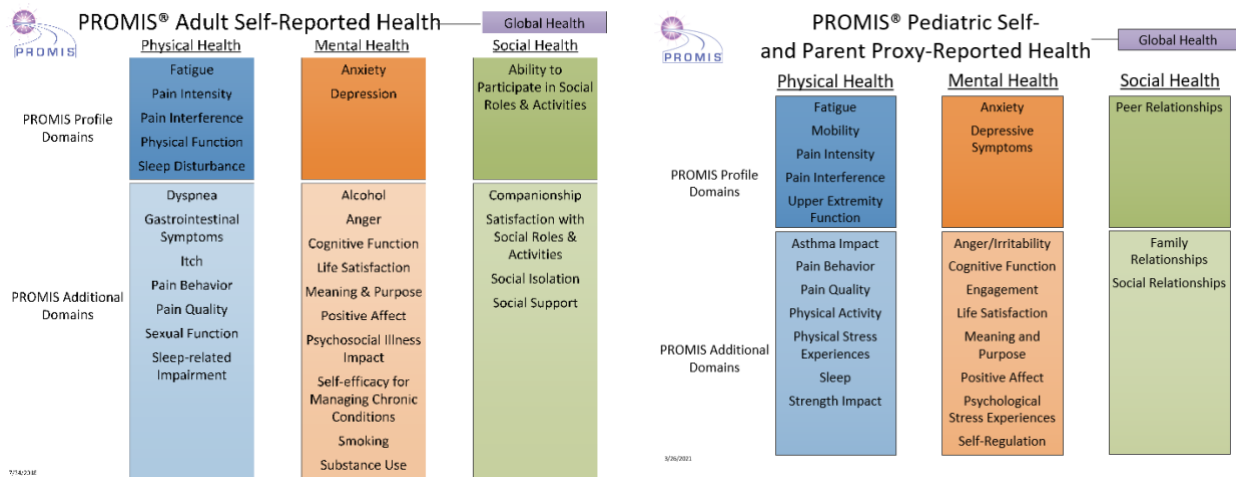 PROMIS
PROMIS® Adult Self-Reported Health
Global Health
Physical Health
Mental Health
Social Health
PROMIS Profile
Domains
Fatigue
Pain Intensity
Pain Interference
Physical Function
Sleep Disturbance
Anxiety
Depression
Ability to
Participate in Social
Roles & Activities
PROMIS Additional
Domains
Dyspnea
Gastrointestinal
Symptoms
Itch
Pain Behavior
Pain Quality
Sexual Function
Sleep-related
Impairment
Alcohol
Anger
Cognitive Function
Life Satisfaction
Meaning & Purpose
Positive Affect
Psychosocial Illness
Impact
Self-efficacy for
Managing Chronic
Conditions
Smoking
Substance Use
Companionship
Satisfaction with
Social Roles &
Activities
Social Isolation
Social Support
PROMIS
PROMIS® Pediatric Self-
and Parent Proxy-Reported Health
Global Health
Physical Health
Mental Health
Social Health
PROMIS Profile
Domains
Fatigue
Mobility
Pain Intensity
Pain Interference
Upper Extremity
Function
Anxiety
Depressive
Symptoms
Peer Relationships
PROMIS Additional
Domains
Asthma Impact
Pain Behavior
Pain Quality
Physical Activity
Physical Stress
Experiences
Sleep
Strength Impact
Anger/Irritability
Cognitive Function
Engagement
Life Satisfaction
Meaning and
Purpose
Positive Affect
Psychological
Stress Experiences
Self-Regulation
Family
Relationships
Social Relationships
3/26/2021